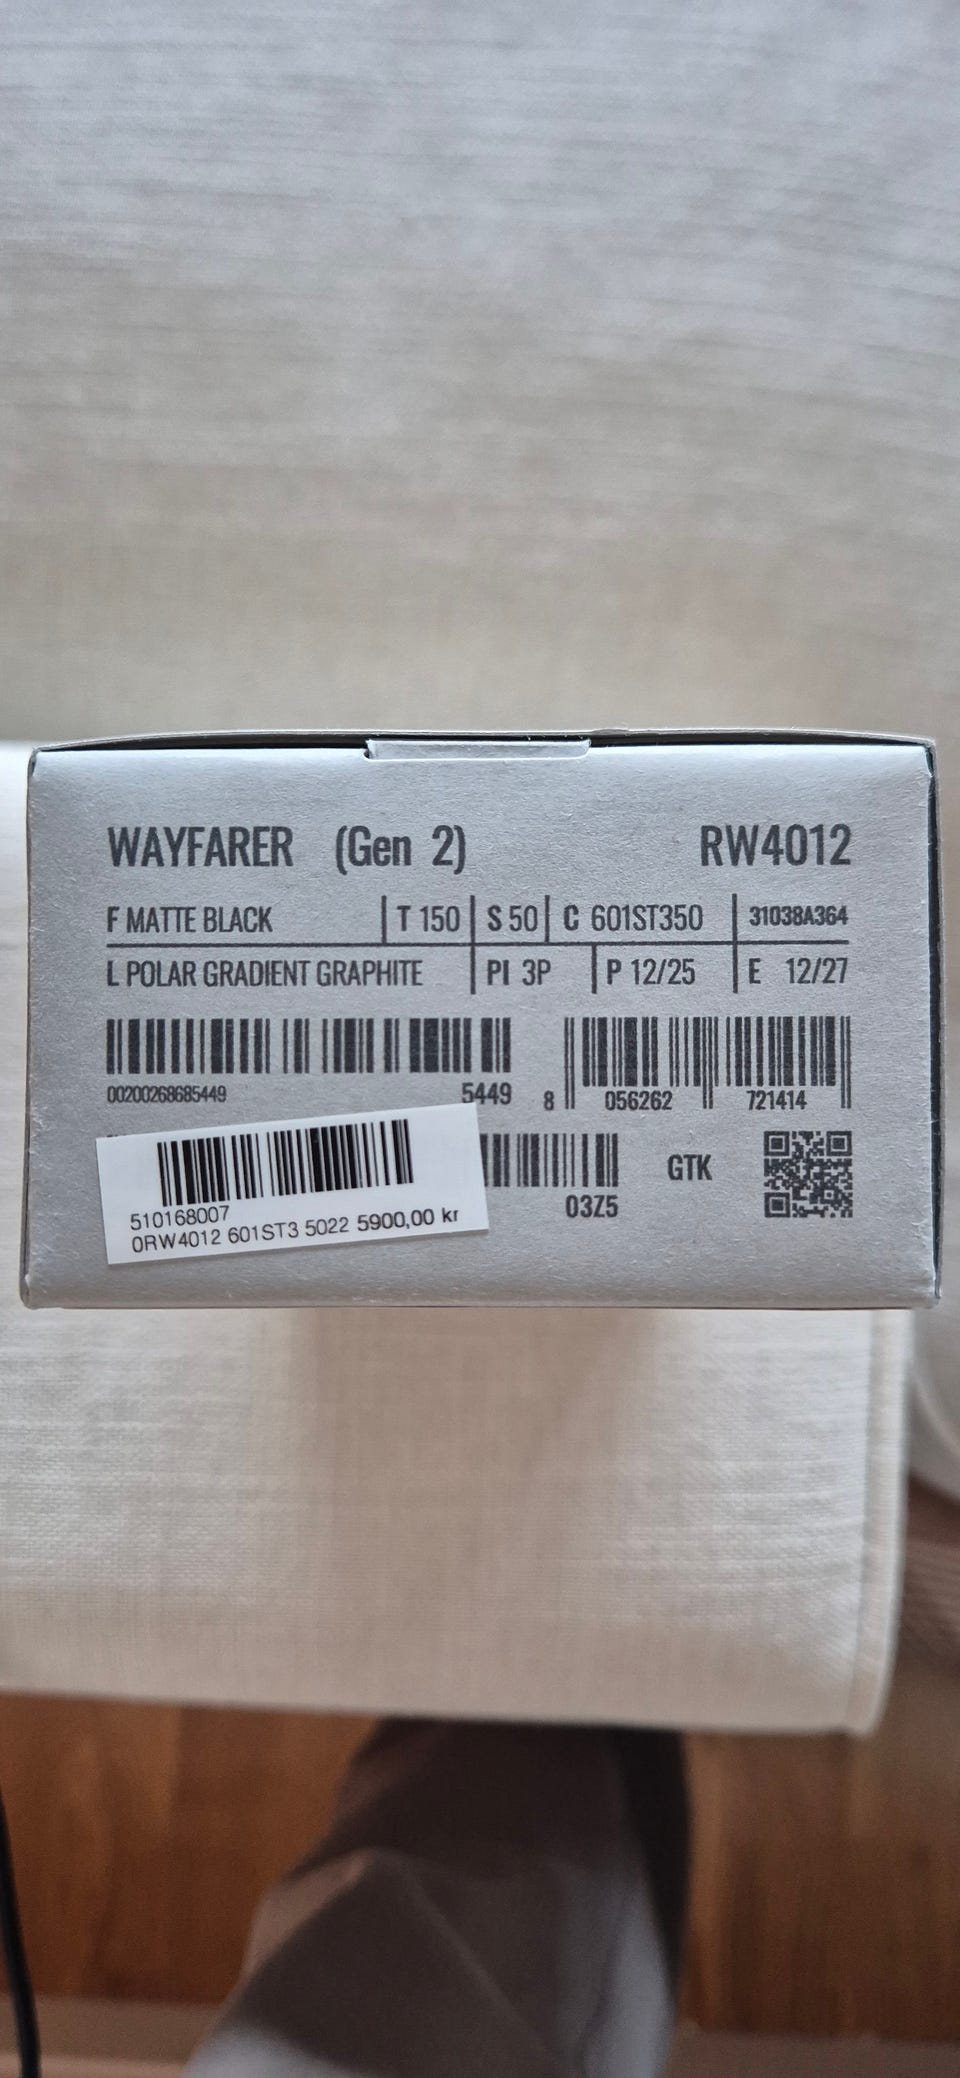 WAYFARER (Gen 2) RW4012
F MATTE BLACK T 150 S 50 C 601ST350 31038A364
L POLAR GRADIENT GRAPHITE PI 3P P 12/25 E 12/27
00200268685449 5449 8 056262 721414
03Z5 GTK
510168007
0RW4012 601ST3 5022 5900,00 kr